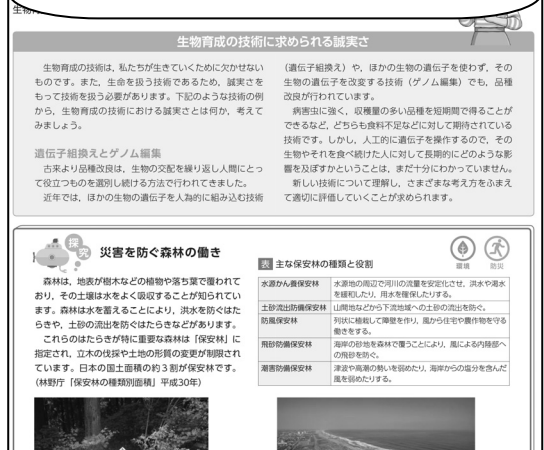 生物育成の技術に求められる誠実さ
生物育成の技術は、私たちが生きていくために欠かせない
ものです。また、生命を扱う技術であるため、誠実さを
もって技術を扱う必要があります。下記のような技術の例
から、生物育成の技術における誠実さとは何か、考えて
みましょう。
遺伝子組換えとゲノム編集
古来より品種改良は、生物の交配を繰り返し人間にとっ
て役立つものを選別し続ける方法で行われてきました。
近年では、ほかの生物の遺伝子を人為的に組み込む技術
(遺伝子組換え)や、ほかの生物の遺伝子を使わず、その
生物の遺伝子を改変する技術(ゲノム編集)でも、品種
改良が行われています。
病害虫に強く、収穫量の多い品種を短期間で得ることが
できるなど、どちらも食料不足などに対して期待されている
技術です。しかし、人工的に遺伝子を操作するので、その
生物やそれを食べ続けた人に対して長期的にどのような影
響を及ぼすかということは、まだ十分にわかっていません。
新しい技術について理解し、さまざまな考え方をふまえ
て適切に評価していくことが求められます。
探究
災害を防ぐ森林の働き
森林は、地表が樹木などの植物や落ち葉で覆われて
おり、その土壌は水をよく吸収することが知られてい
ます。森林は水を蓄えることにより、洪水を防ぐはた
らきや、土砂の流出を防ぐはたらきなどがあります。
これらのはたらきが特に重要な森林は「保安林」に
指定され、立木の伐採や土地の形質の変更が制限され
ています。日本の国土面積の約3割が保安林です。
(林野庁「保安林の種類別面積」平成30年)
環境 防災
表 主な保安林の種類と役割
水源かん養保安林 水源地の周辺で河川の流量を安定化させ、洪水や渇水
を緩和したり、用水を確保したりする。
土砂流出防備保安林 山間地などから下流地域への土砂の流出を防ぐ。
防風保安林 列状に植栽して障壁を作り、風から住宅や農作物を守る
働きをする。
飛砂防備保安林 海岸の砂地を森林で覆うことにより、風による内陸部へ
の飛砂を防ぐ。
潮害防備保安林 津波や高潮の勢いを弱めたり、海岸からの塩分を含んだ
風を弱めたりする。